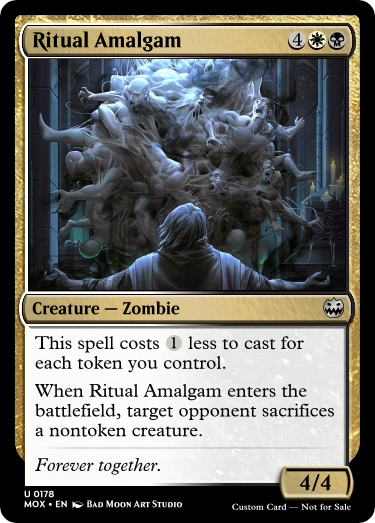 Ritual Amalgam 4
Creature — Zombie
This spell costs 1 less to cast for
each token you control.
When Ritual Amalgam enters the
battlefield, target opponent sacrifices
a nontoken creature.
Forever together.
4/4
U 0178
MOX • EN Bad Moon Art Studio
Custom Card — Not for Sale